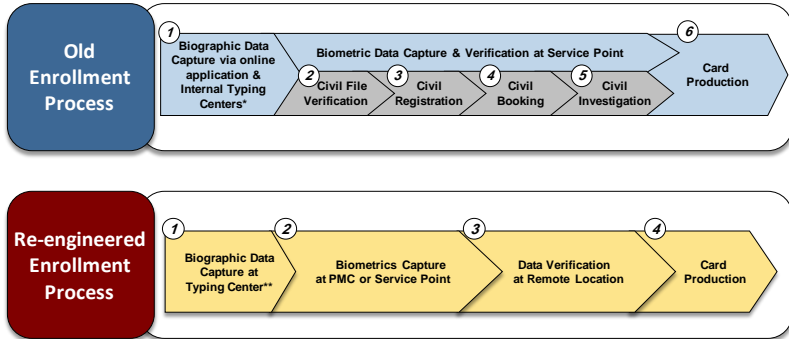 Old
Enrollment
Process
1
Biographic Data
Capture via online
application &
Internal Typing
Centers*
Biometric Data Capture & Verification at Service Point
2
Civil File
Verification
3
Civil
Registration
4
Civil
Booking
5
Civil
Investigation
6
Card
Production
Re-engineered
Enrollment
Process
1
Biographic Data
Capture at
Typing Center**
2
Biometrics Capture
at PMC or Service Point
3
Data Verification
at Remote Location
4
Card
Production